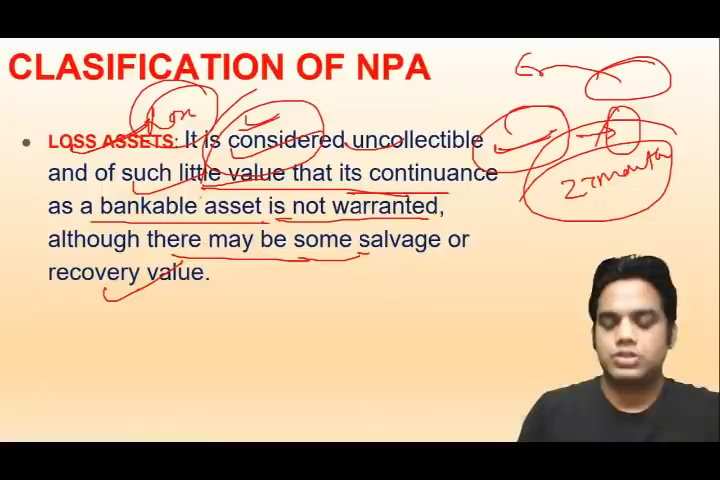 CLASIFICATION OF NPA
LOSS ASSETS: It is considered uncollectible
and of such little value that its continuance
as a bankable asset is not warranted,
although there may be some salvage or
recovery value.